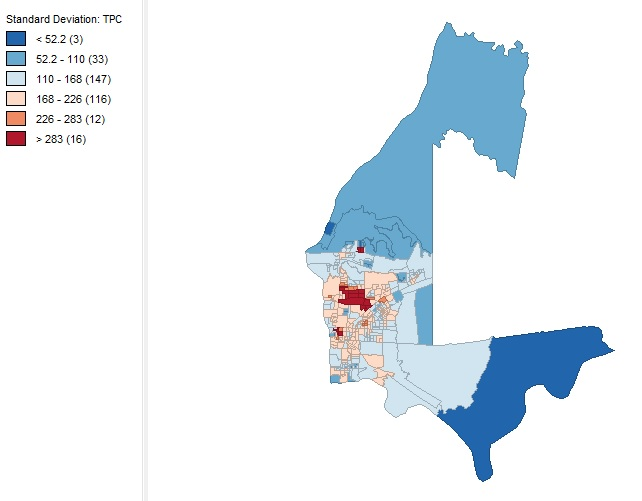 Standard Deviation: TPC
< 52.2 (3)
52.2 - 110 (33)
110 - 168 (147)
168 - 226 (116)
226 - 283 (12)
> 283 (16)